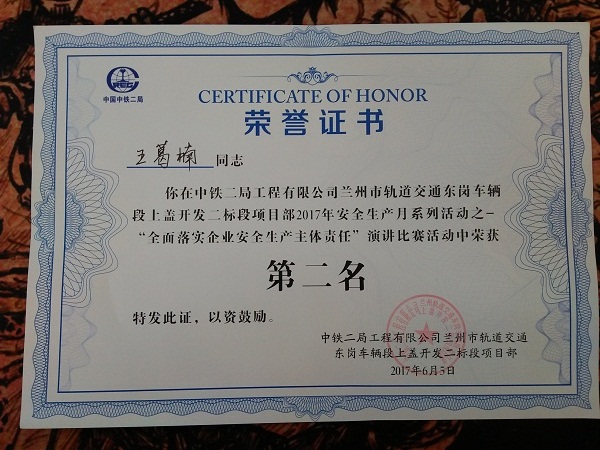 CREC
中国中铁二局
CERTIFICATE OF HONOR
荣誉证书
王葛楠 同志
你在中铁二局工程有限公司兰州市轨道交通东岗车辆
段上盖开发二标段项目部2017年安全生产月系列活动之一
“全面落实企业安全生产主体责任”演讲比赛活动中荣获
第二名
特发此证，以资鼓励。
中铁二局工程有限公司兰州市轨道交通
东岗车辆段上盖开发二标段项目部
2017年6月3日